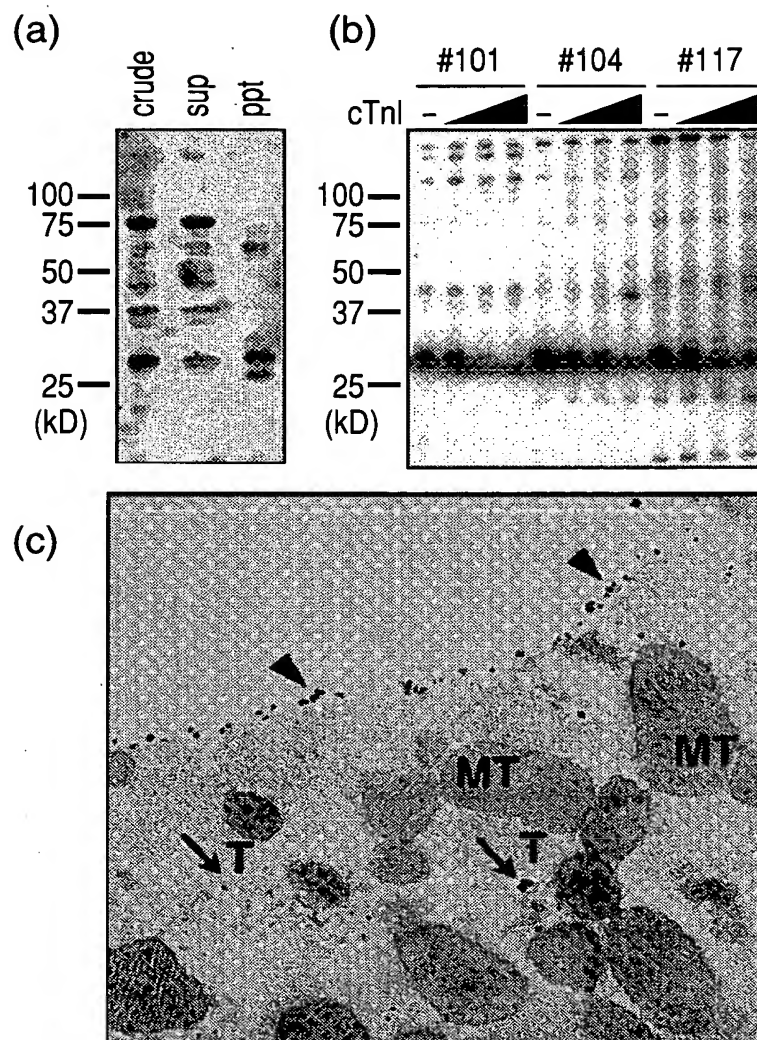 (a)
crude sup ppt
100
75
50
37
25
(kD)
(b)
#101 #104 #117
cTnI – – –
100
75
50
37
25
(kD)
(c)
MT MT
T T